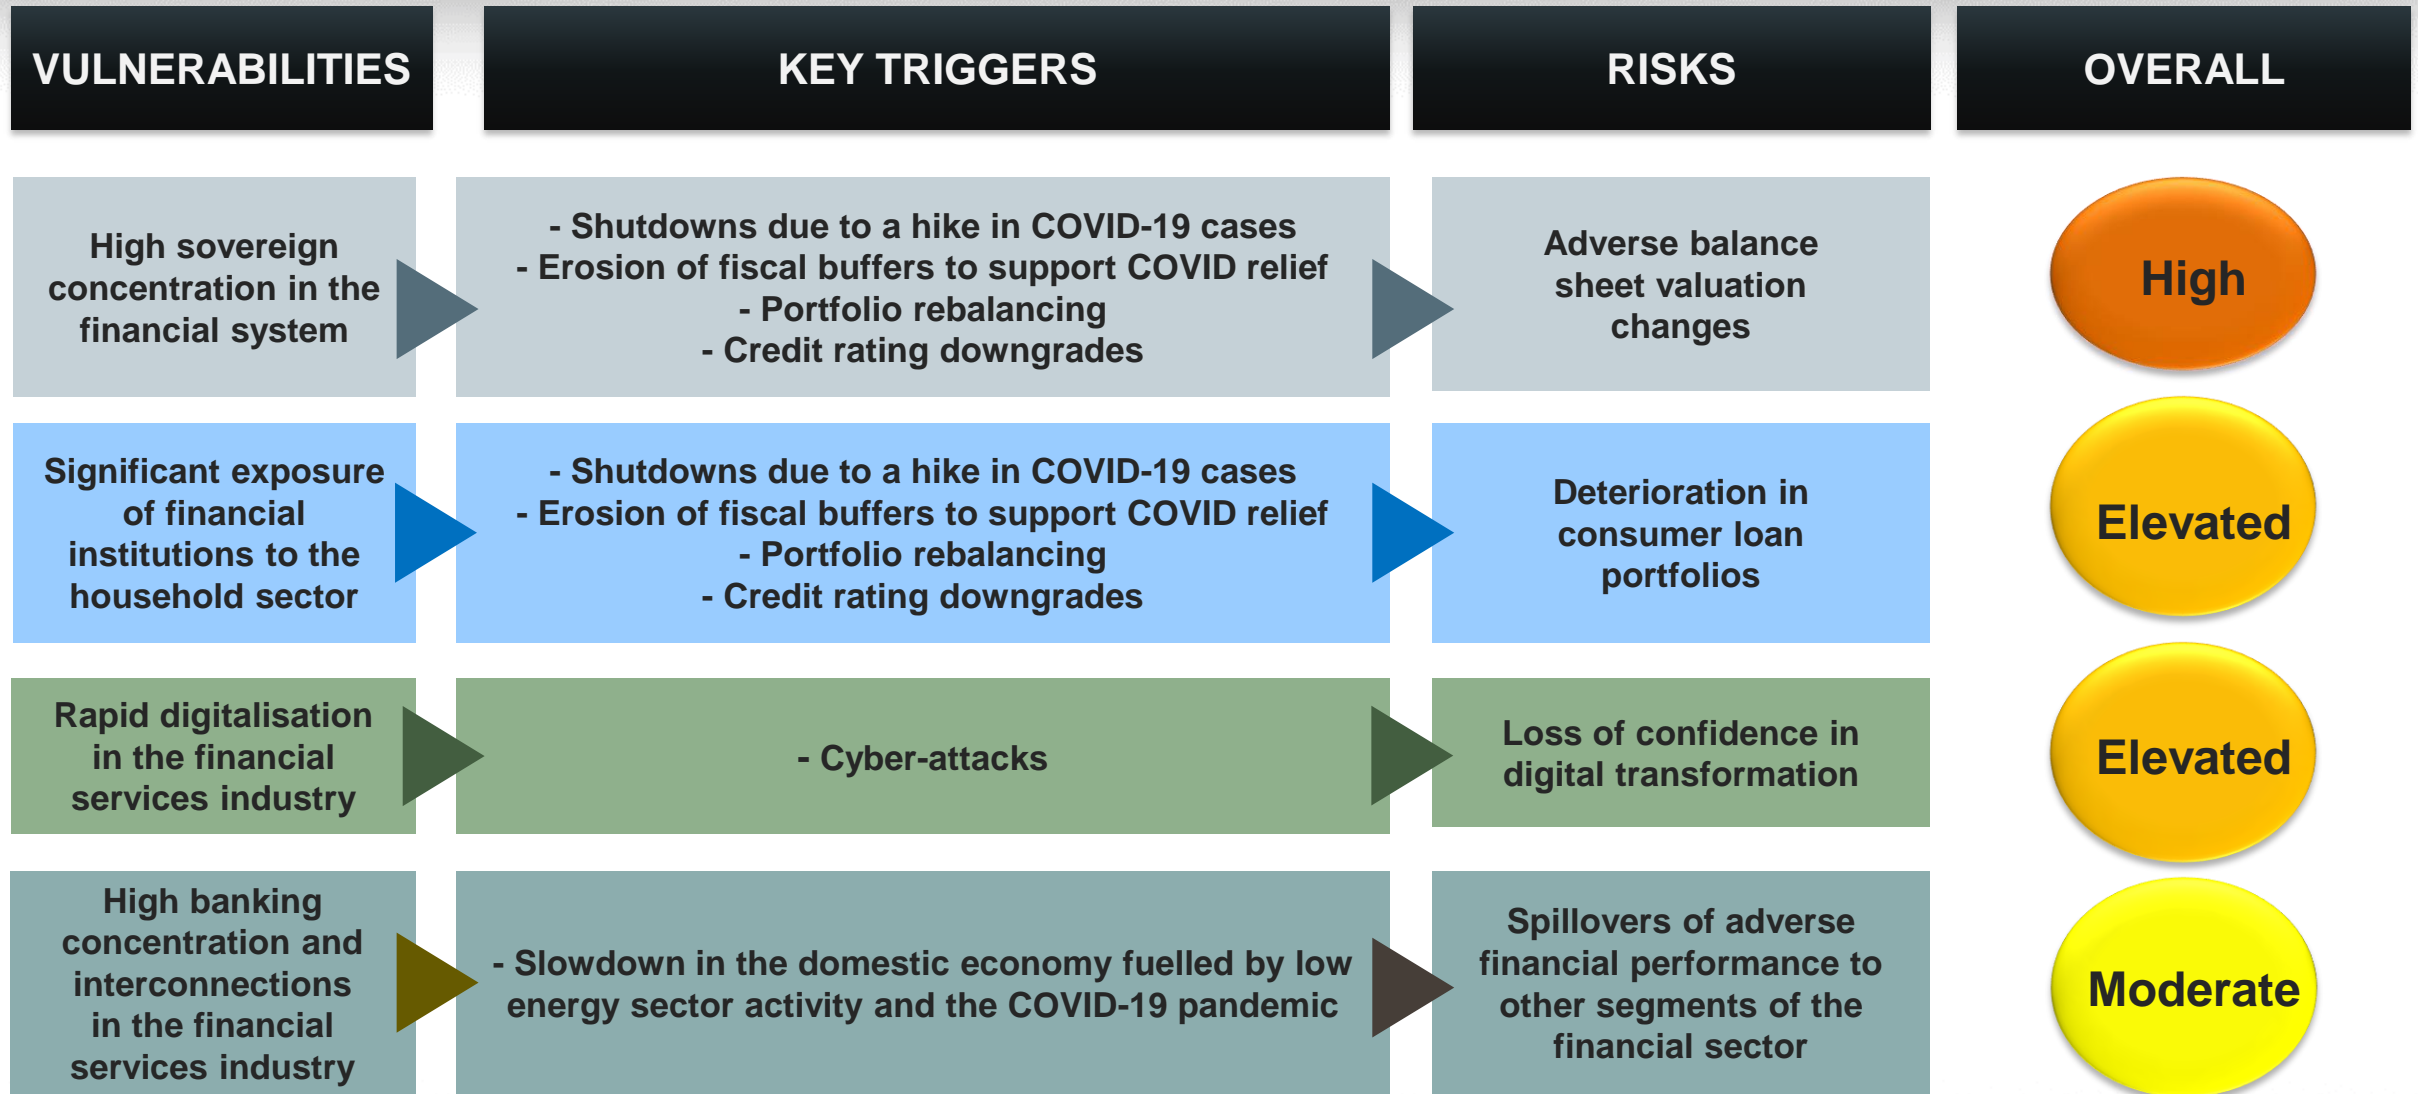 VULNERABILITIES
KEY TRIGGERS
RISKS
OVERALL
High sovereign
concentration in the
financial system
- Shutdowns due to a hike in COVID-19 cases
- Erosion of fiscal buffers to support COVID relief
- Portfolio rebalancing
- Credit rating downgrades
Adverse balance
sheet valuation
changes
High
Significant exposure
of financial
institutions to the
household sector
- Shutdowns due to a hike in COVID-19 cases
- Erosion of fiscal buffers to support COVID relief
- Portfolio rebalancing
- Credit rating downgrades
Deterioration in
consumer loan
portfolios
Elevated
Rapid digitalisation
in the financial
services industry
- Cyber-attacks
Loss of confidence in
digital transformation
Elevated
High banking
concentration and
interconnections
in the financial
services industry
- Slowdown in the domestic economy fuelled by low
energy sector activity and the COVID-19 pandemic
Spillovers of adverse
financial performance to
other segments of the
financial sector
Moderate